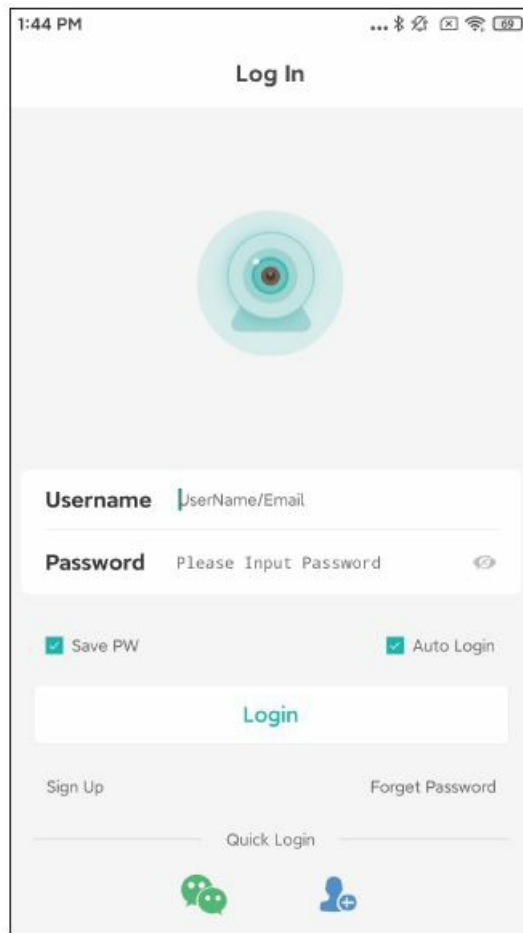 1:44 PM ... 69
Log In
Username UserName/Email
Password Please Input Password
Save PW Auto Login
Login
Sign Up Forget Password
Quick Login